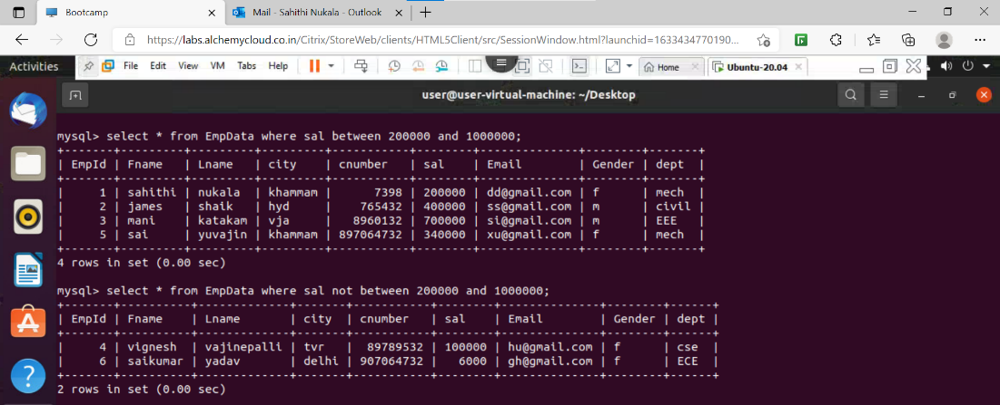 Bootcamp
Mail - Sahithi Nukala - Outlook
https://labs.alchemycloud.co.in/Citrix/StoreWeb/clients/HTML5Client/src/SessionWindow.html?launchid=1633434770190...
Activities
File Edit View VM Tabs Help
Home
Ubuntu-20.04
user@user-virtual-machine: ~/Desktop
mysql> select * from EmpData where sal between 200000 and 1000000;
+-------+---------+---------+---------+-----------+--------+--------------+--------+-------+
| EmpId | Fname | Lname | city | cnumber | sal | Email | Gender | dept |
+-------+---------+---------+---------+-----------+--------+--------------+--------+-------+
| 1 | sahithi | nukala | khammam | 7398 | 200000 | dd@gmail.com | f | mech |
| 2 | james | shaik | hyd | 765432 | 400000 | ss@gmail.com | m | civil |
| 3 | mani | katakam | vja | 8960132 | 700000 | si@gmail.com | m | EEE |
| 5 | sai | yuvajin | khammam | 897064732 | 340000 | xu@gmail.com | f | mech |
+-------+---------+---------+---------+-----------+--------+--------------+--------+-------+
4 rows in set (0.00 sec)
mysql> select * from EmpData where sal not between 200000 and 1000000;
+-------+----------+-------------+-------+-----------+--------+--------------+--------+------+
| EmpId | Fname | Lname | city | cnumber | sal | Email | Gender | dept |
+-------+----------+-------------+-------+-----------+--------+--------------+--------+------+
| 4 | vignesh | vajinepalli | tvr | 89789532 | 100000 | hu@gmail.com | f | cse |
| 6 | saikumar | yadav | delhi | 907064732 | 6000 | gh@gmail.com | f | ECE |
+-------+----------+-------------+-------+-----------+--------+--------------+--------+------+
2 rows in set (0.00 sec)